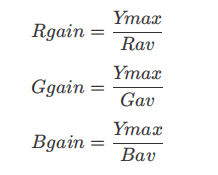 Rgain = Ymax / Rav
Ggain = Ymax / Gav
Bgain = Ymax / Bav